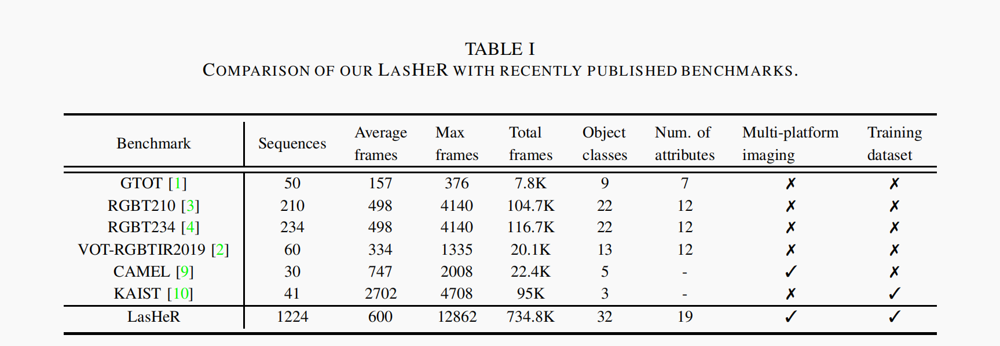 TABLE I
COMPARISON OF OUR LASHER WITH RECENTLY PUBLISHED BENCHMARKS.
Benchmark Sequences Average frames Max frames Total frames Object classes Num. of attributes Multi-platform imaging Training dataset
GTOT [1] 50 157 376 7.8K 9 7 ✗ ✗
RGBT210 [3] 210 498 4140 104.7K 22 12 ✗ ✗
RGBT234 [4] 234 498 4140 116.7K 22 12 ✗ ✗
VOT-RGBTIR2019 [2] 60 334 1335 20.1K 13 12 ✗ ✗
CAMEL [9] 30 747 2008 22.4K 5 - ✓ ✗
KAIST [10] 41 2702 4708 95K 3 - ✗ ✓
LasHeR 1224 600 12862 734.8K 32 19 ✓ ✓